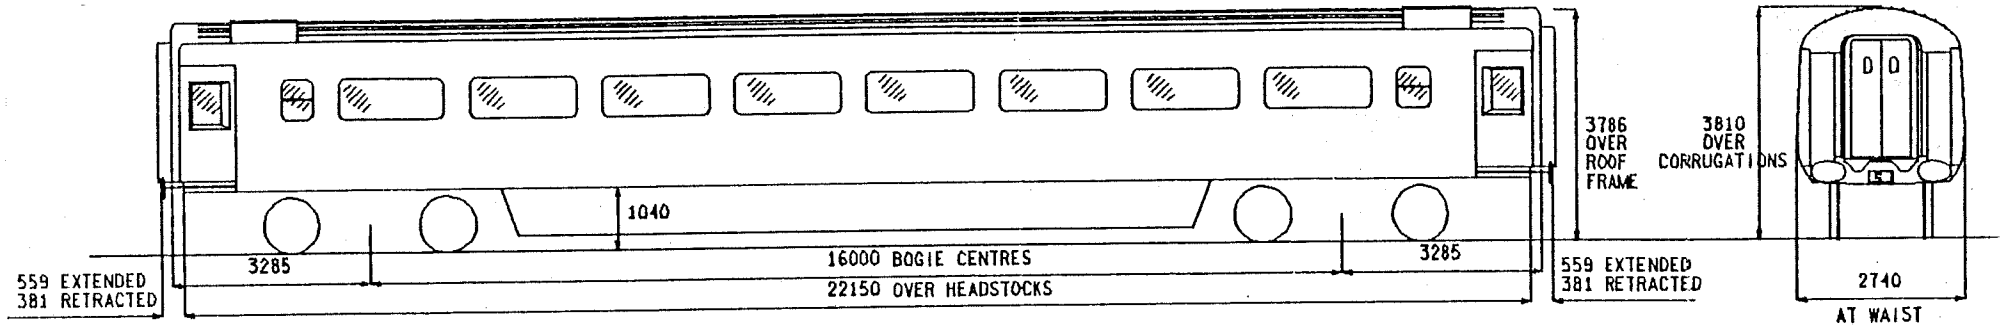 3786
OVER
ROOF
FRAME
3810
OVER
CORRUGATIONS
1040
3285
16000 BOGIE CENTRES
3285
559 EXTENDED
381 RETRACTED
22150 OVER HEADSTOCKS
559 EXTENDED
381 RETRACTED
2740
AT WAIST